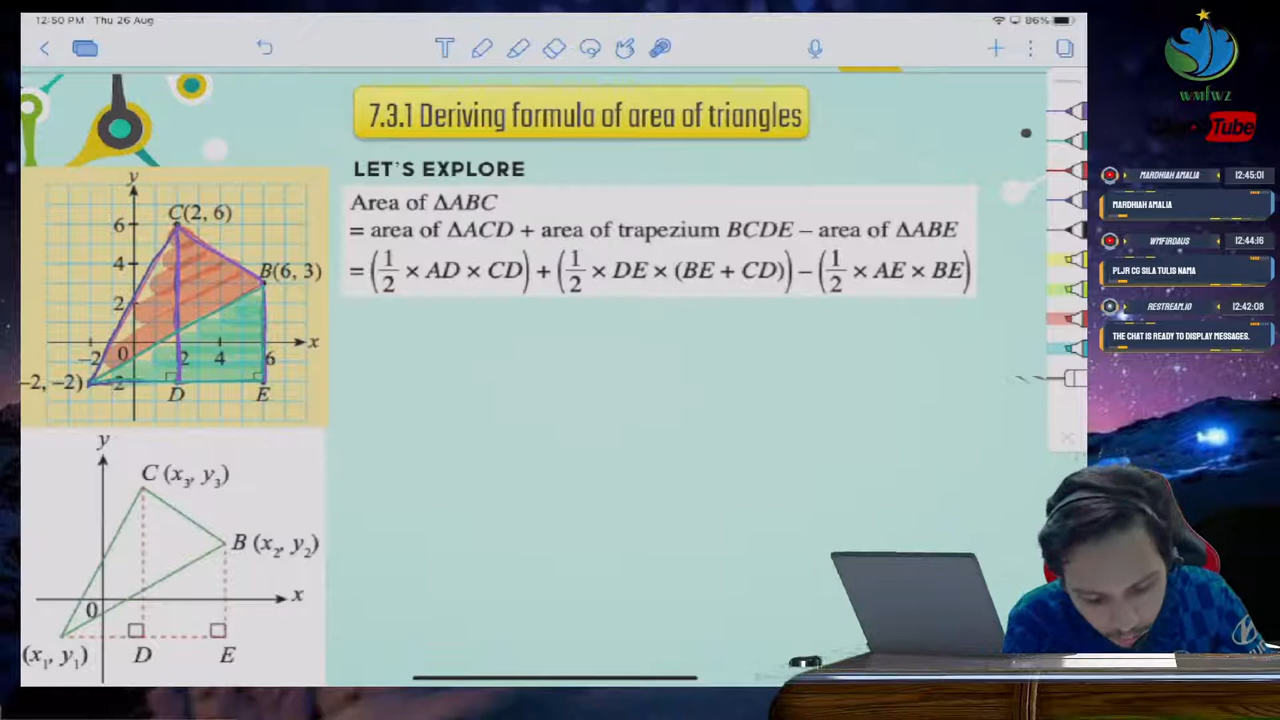 12:50 PM Thu 26 Aug
86%
7.3.1 Deriving formula of area of triangles
LET'S EXPLORE
Area of ΔABC
= area of ΔACD + area of trapezium BCDE – area of ΔABE
= (1/2 × AD × CD) + (1/2 × DE × (BE + CD)) – (1/2 × AE × BE)
y
C(2, 6)
6
4
B(6, 3)
2
x
−2 0 2 4 6
−2, −2) −2
D E
y
C (x₃, y₃)
B (x₂, y₂)
0 x
(x₁, y₁) D E
wmfwz
Tube
MARDHIAH AMALIA 12:45:01
MARDHIAH AMALIA
WMFIRDAUS 12:44:16
PLJR CG SILA TULIS NAMA
RESTREAM.IO 12:42:08
THE CHAT IS READY TO DISPLAY MESSAGES.